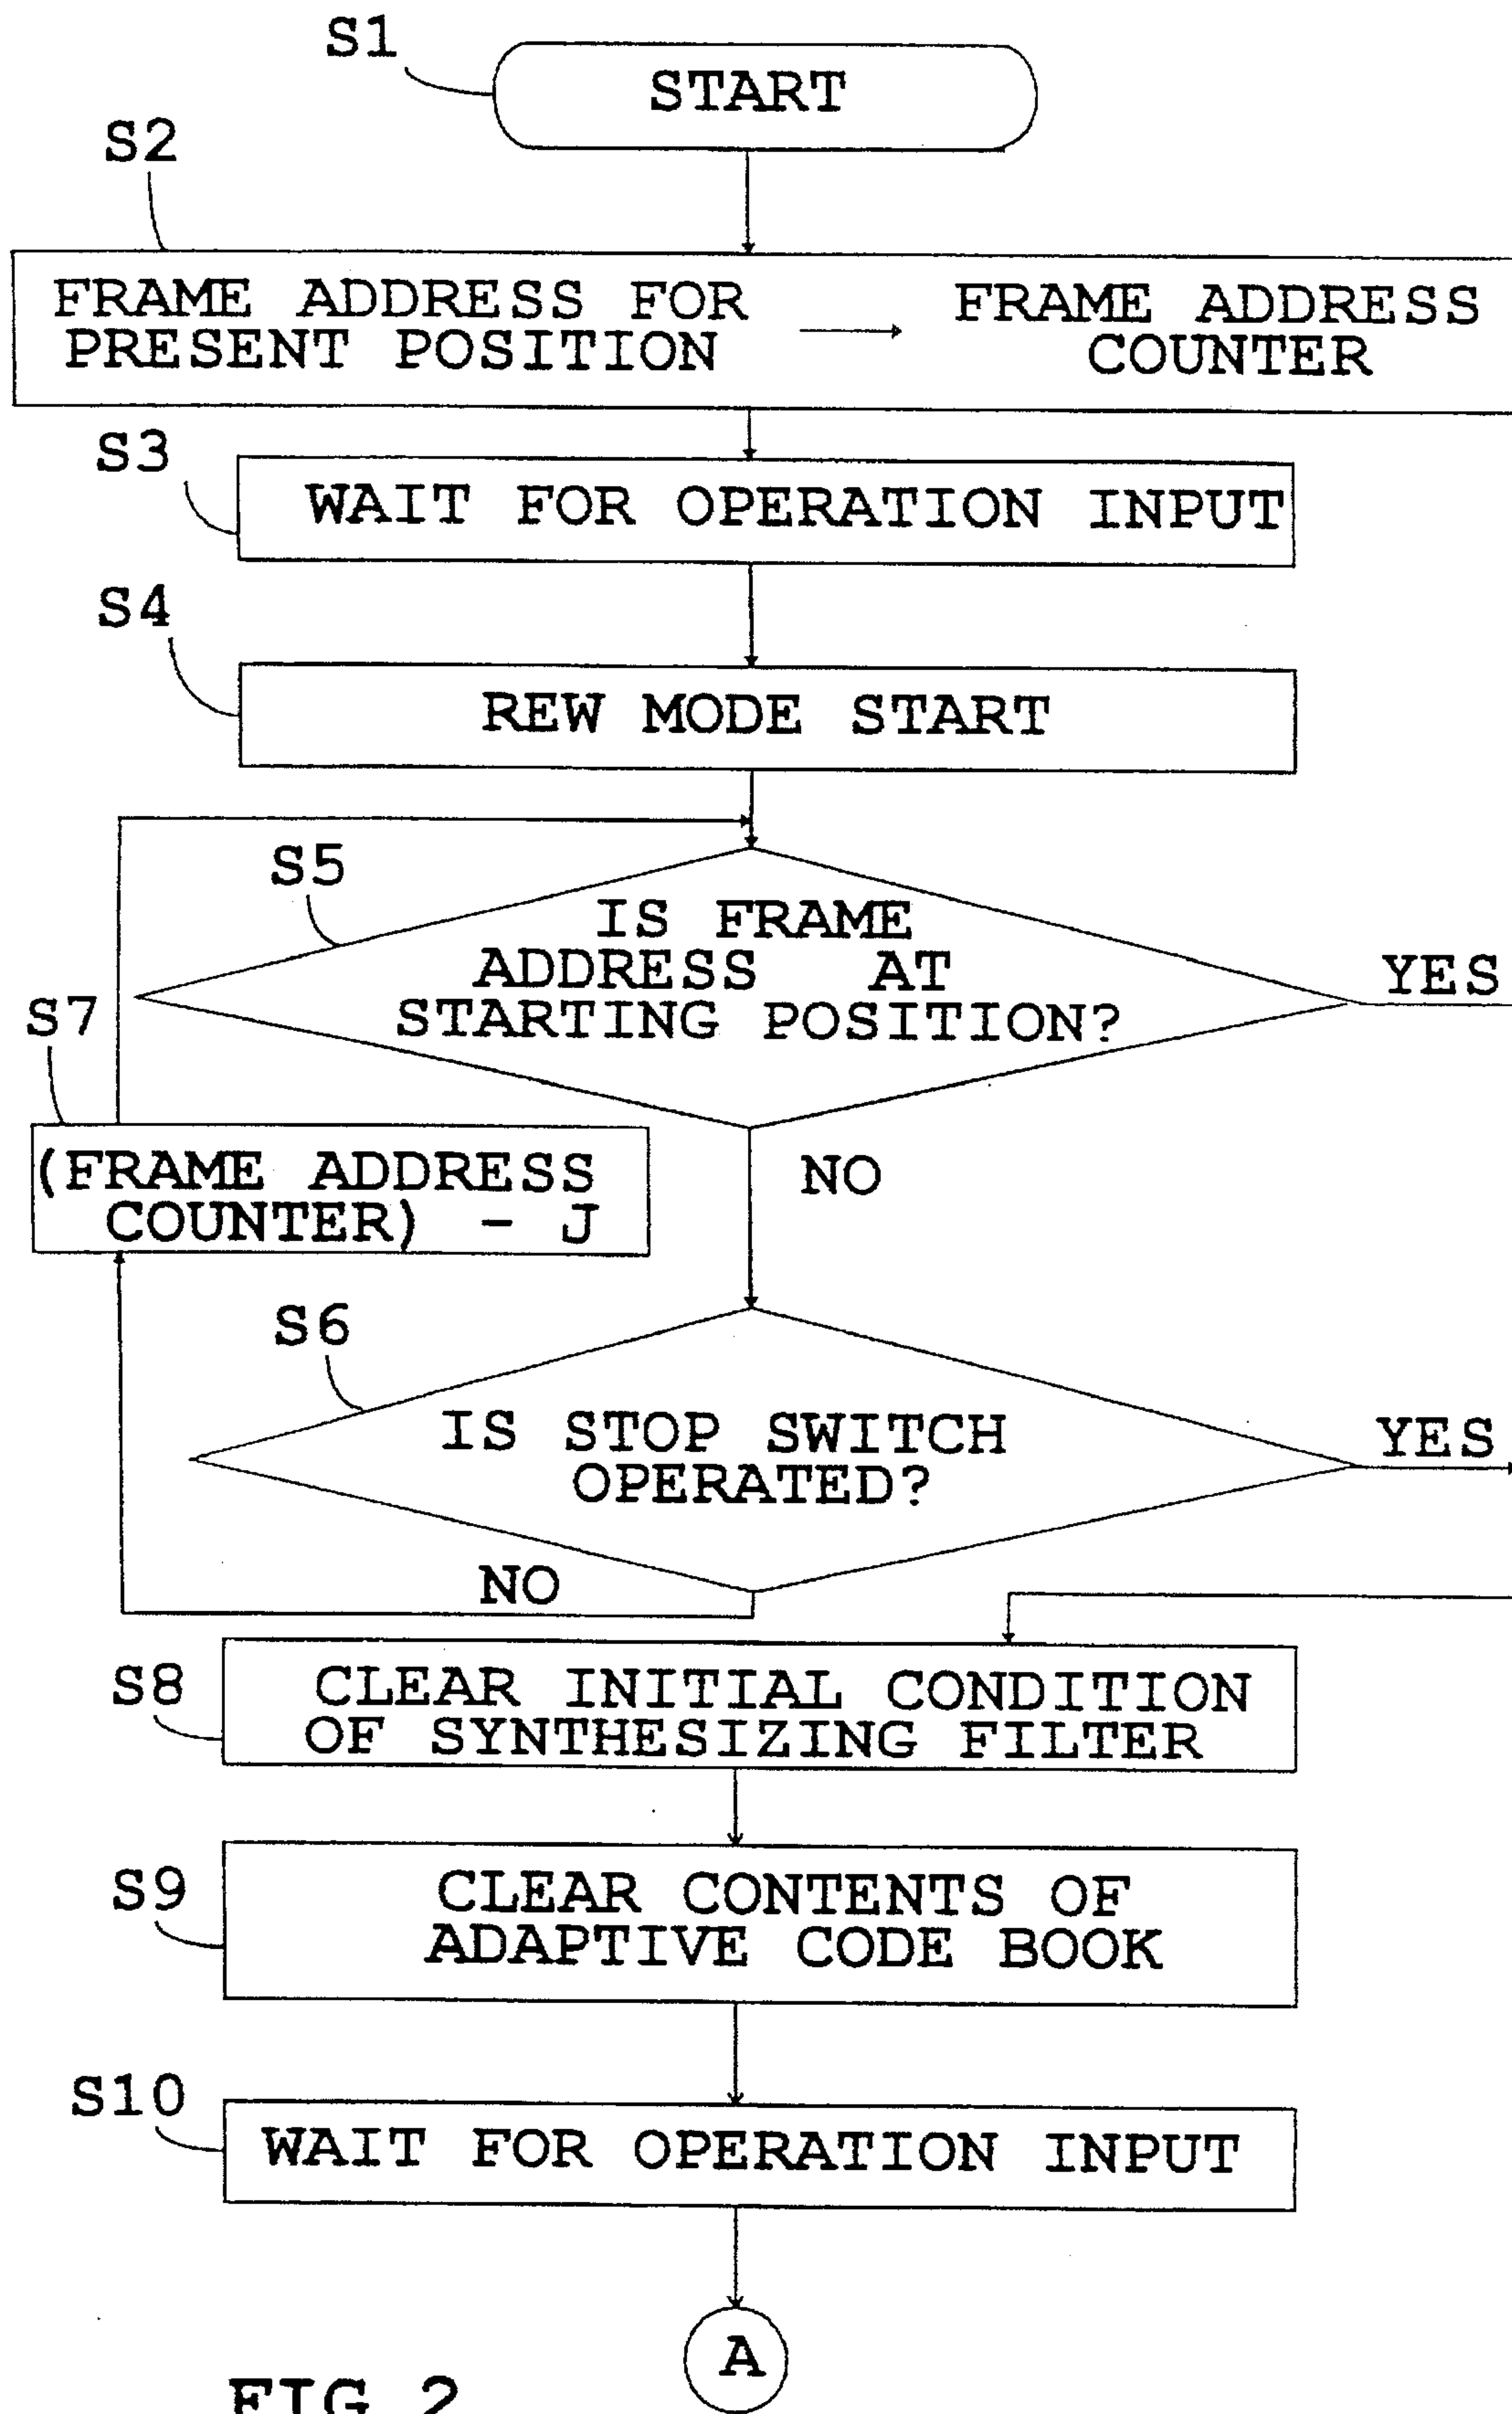 S1
START
S2
FRAME ADDRESS FOR
PRESENT POSITION
FRAME ADDRESS
COUNTER
S3
WAIT FOR OPERATION INPUT
S4
REW MODE START
S5
IS FRAME
ADDRESS AT
STARTING POSITION?
YES
S7
(FRAME ADDRESS
COUNTER) - J
NO
S6
IS STOP SWITCH
OPERATED?
YES
NO
S8
CLEAR INITIAL CONDITION
OF SYNTHESIZING FILTER
S9
CLEAR CONTENTS OF
ADAPTIVE CODE BOOK
S10
WAIT FOR OPERATION INPUT
A
FIG.2